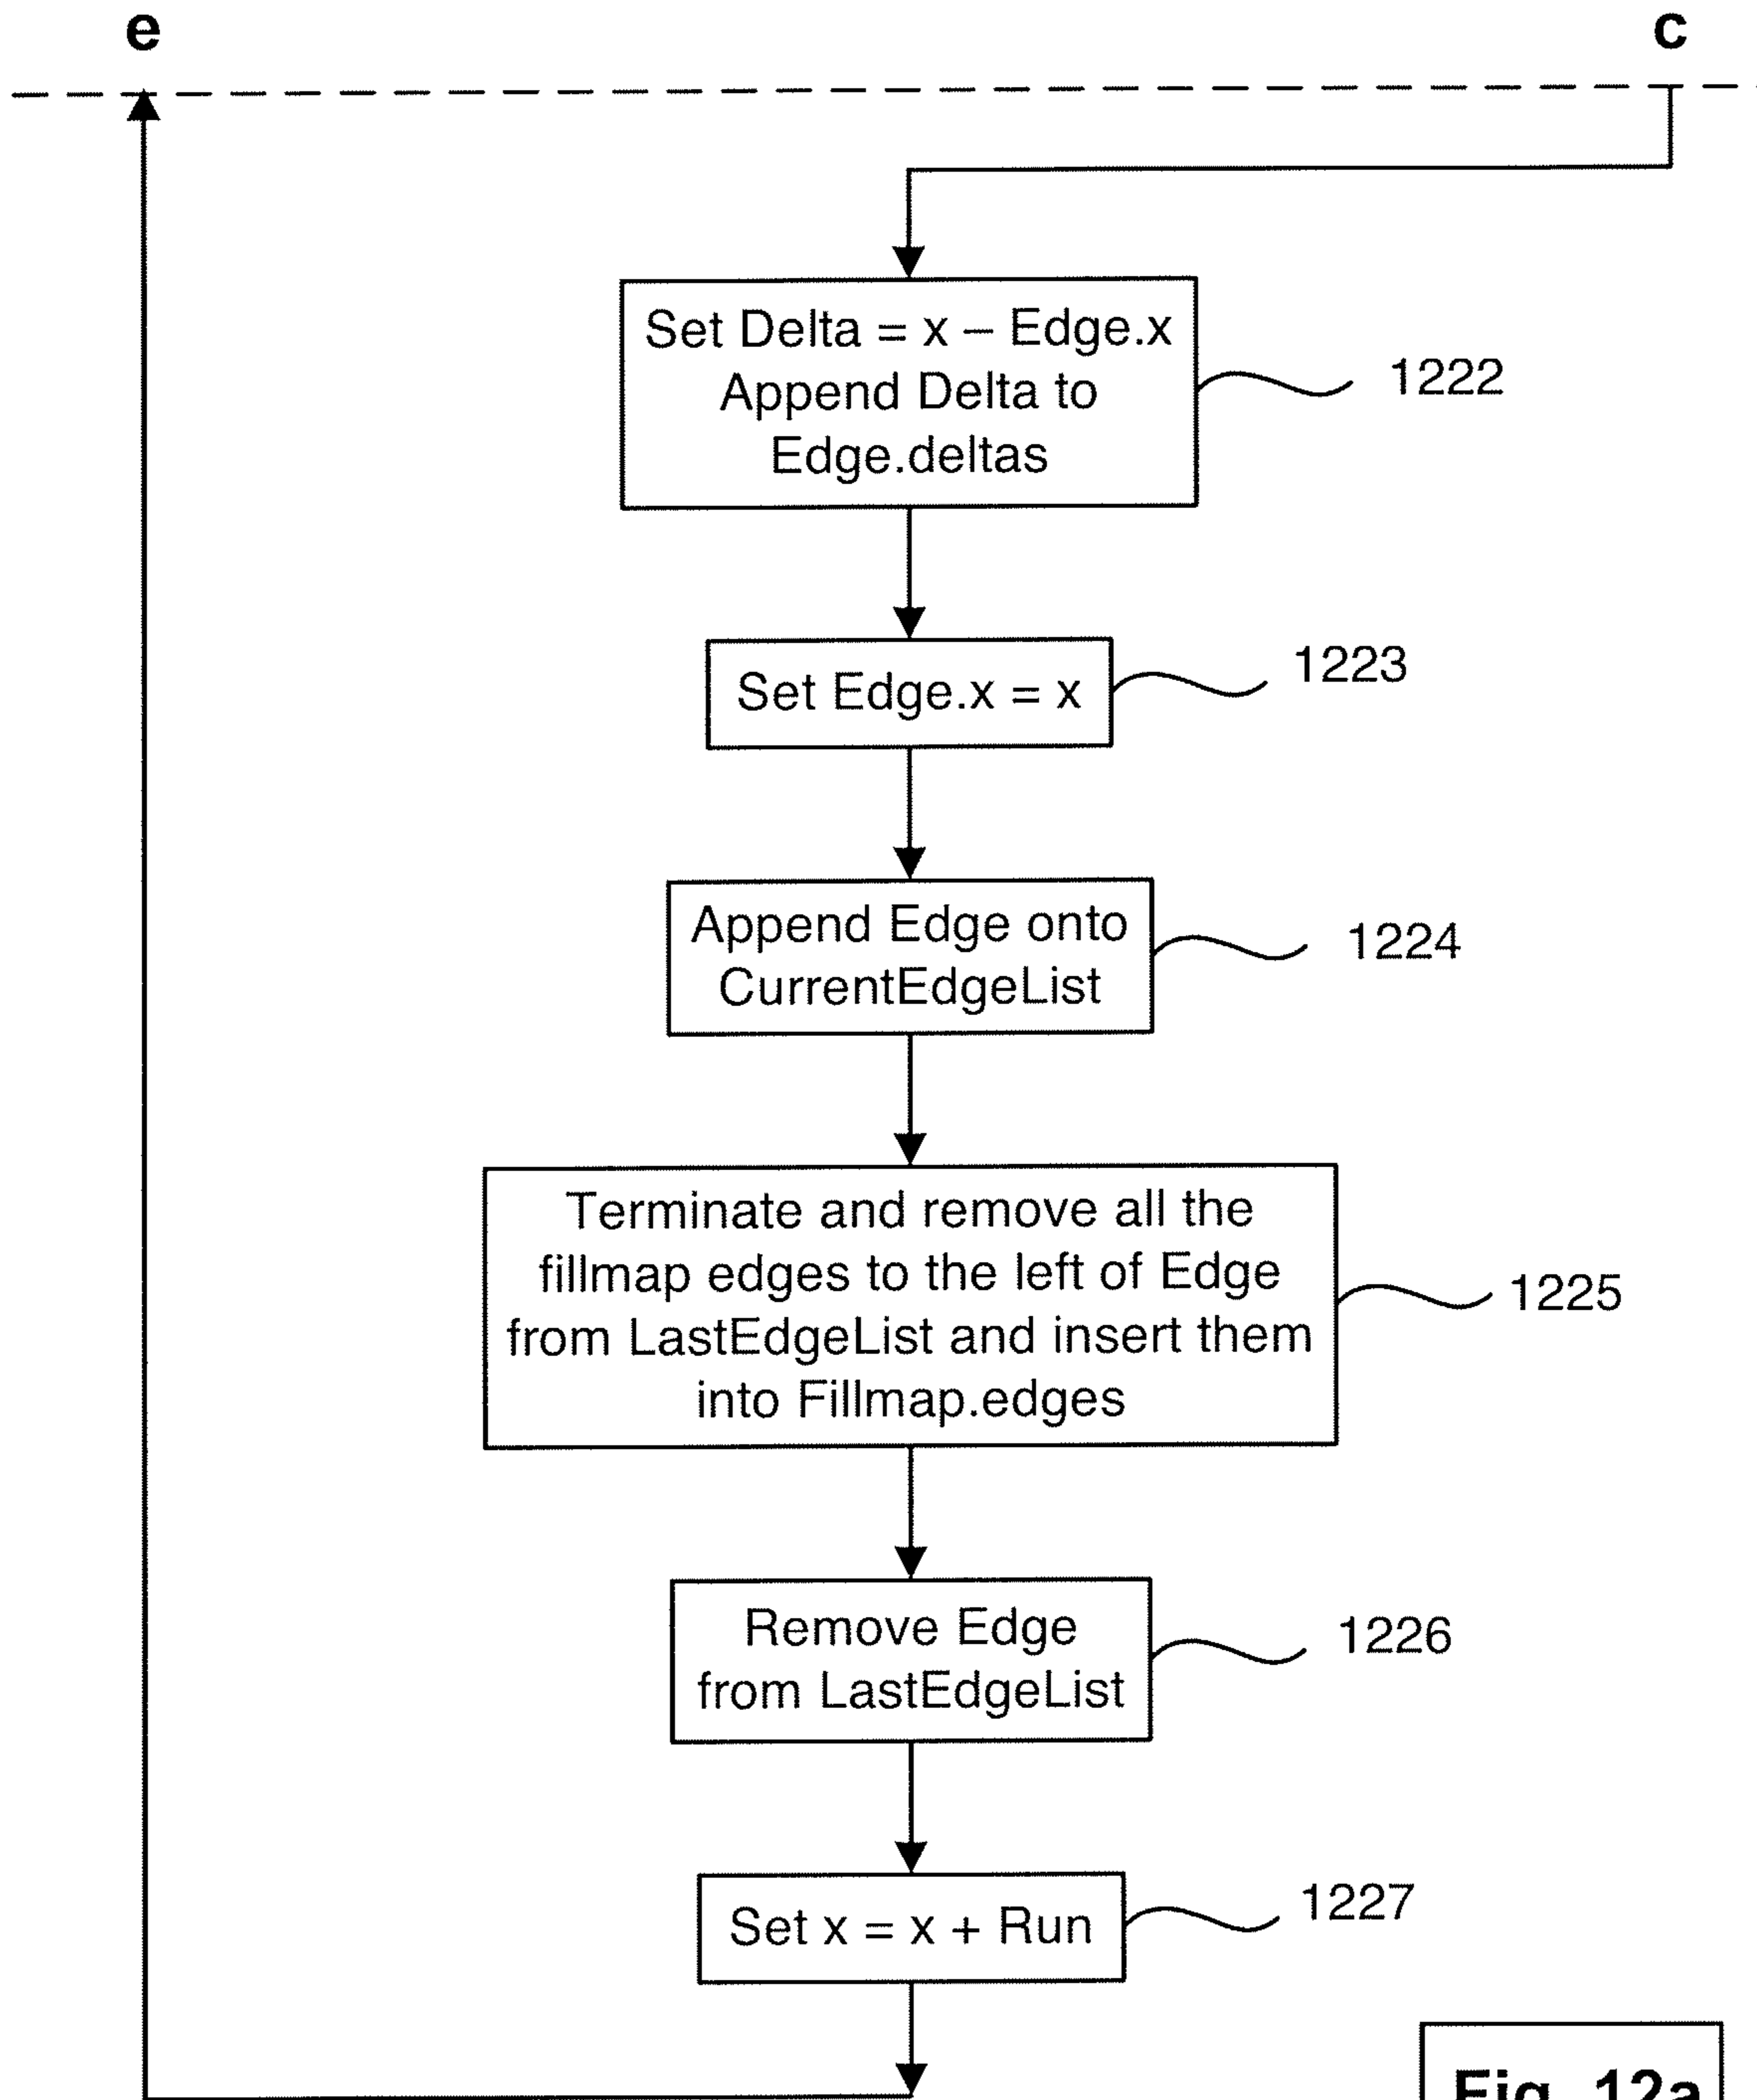 e
c
Set Delta = x – Edge.x
Append Delta to
Edge.deltas
1222
Set Edge.x = x
1223
Append Edge onto
CurrentEdgeList
1224
Terminate and remove all the
fillmap edges to the left of Edge
from LastEdgeList and insert them
into Fillmap.edges
1225
Remove Edge
from LastEdgeList
1226
Set x = x + Run
1227
Fig. 12a